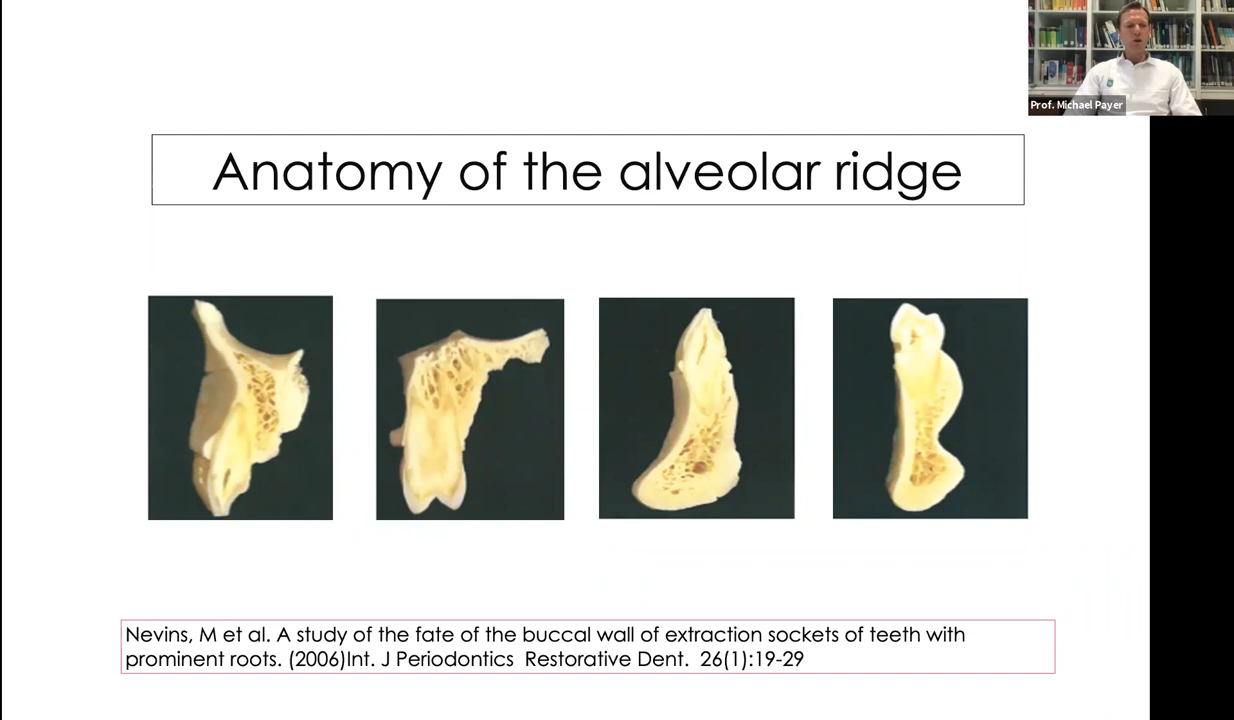 Prof. Michael Payer
Anatomy of the alveolar ridge
Nevins, M et al. A study of the fate of the buccal wall of extraction sockets of teeth with
prominent roots. (2006)Int. J Periodontics  Restorative Dent.  26(1):19-29